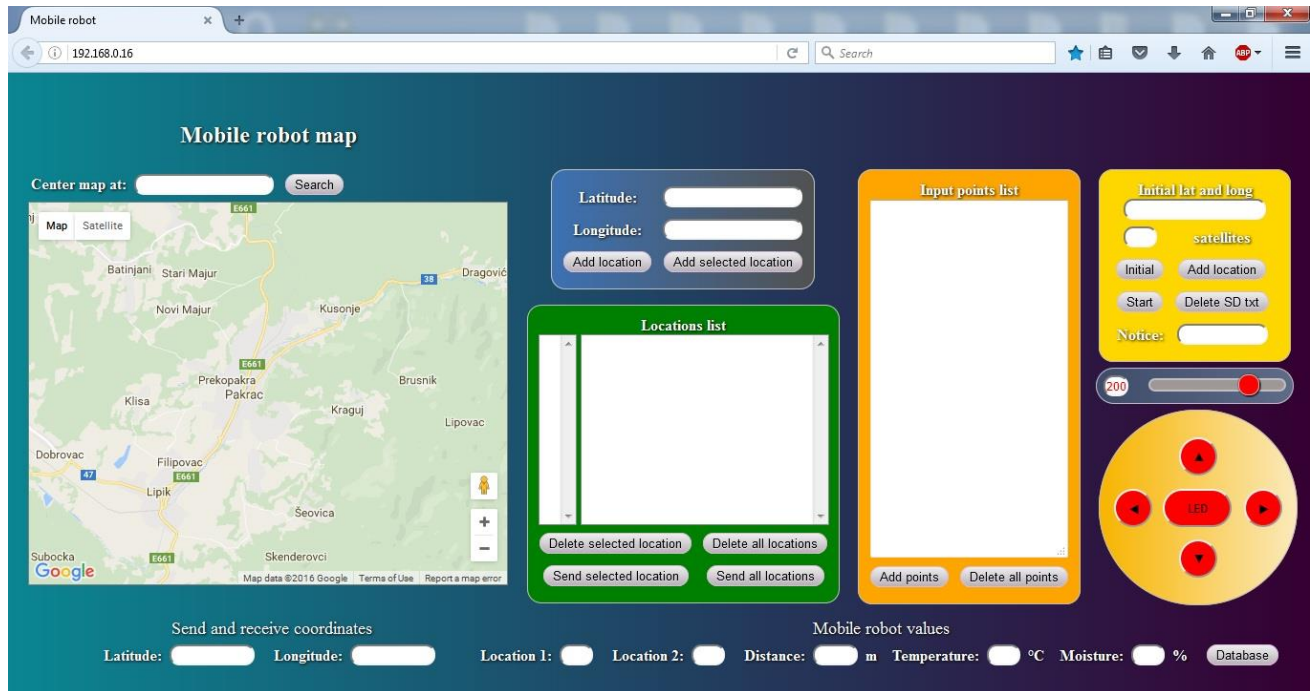 Mobile robot
192.168.0.16
Search
ABP
Mobile robot map
Center map at:
Search
Map
Satellite
E661
Batinjani
Stari Majur
38
Dragović
Novi Majur
Kusonje
E661
Prekopakra
Pakrac
Brusnik
Klisa
Kraguj
Lipovac
Dobrovac
47
Filipovac
E661
Lipik
Šeovica
Subocka
E661
Skenderovci
Google
Map data ©2016 Google
Terms of Use
Report a map error
Latitude:
Longitude:
Add location
Add selected location
Locations list
Delete selected location
Delete all locations
Send selected location
Send all locations
Input points list
Add points
Delete all points
Initial lat and long
satellites
Initial
Add location
Start
Delete SD txt
Notice:
200
LED
Send and receive coordinates
Latitude:
Longitude:
Mobile robot values
Location 1:
Location 2:
Distance:
m
Temperature:
°C
Moisture:
%
Database